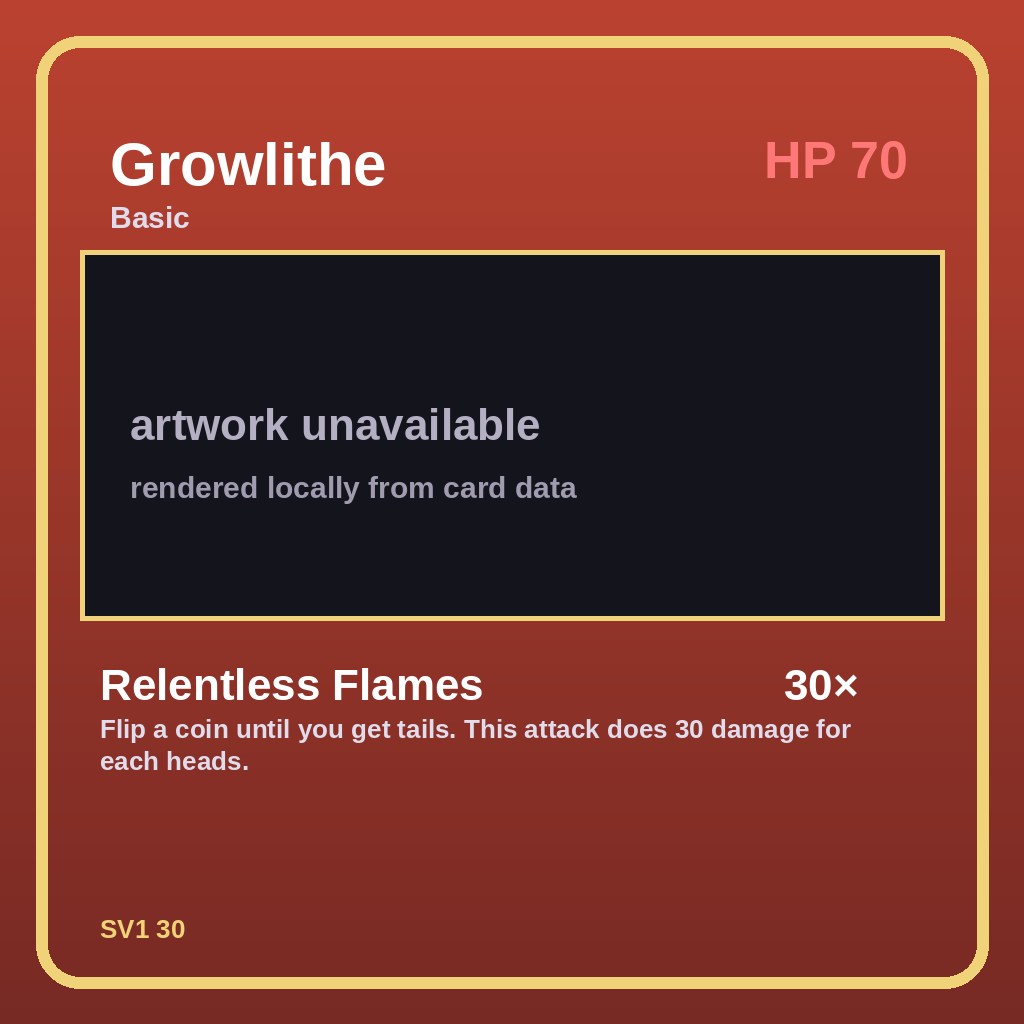 Growlithe
HP 70
Basic
artwork unavailable
rendered locally from card data
Relentless Flames
30×
Flip a coin until you get tails. This attack does 30 damage for
each heads.
SV1 30